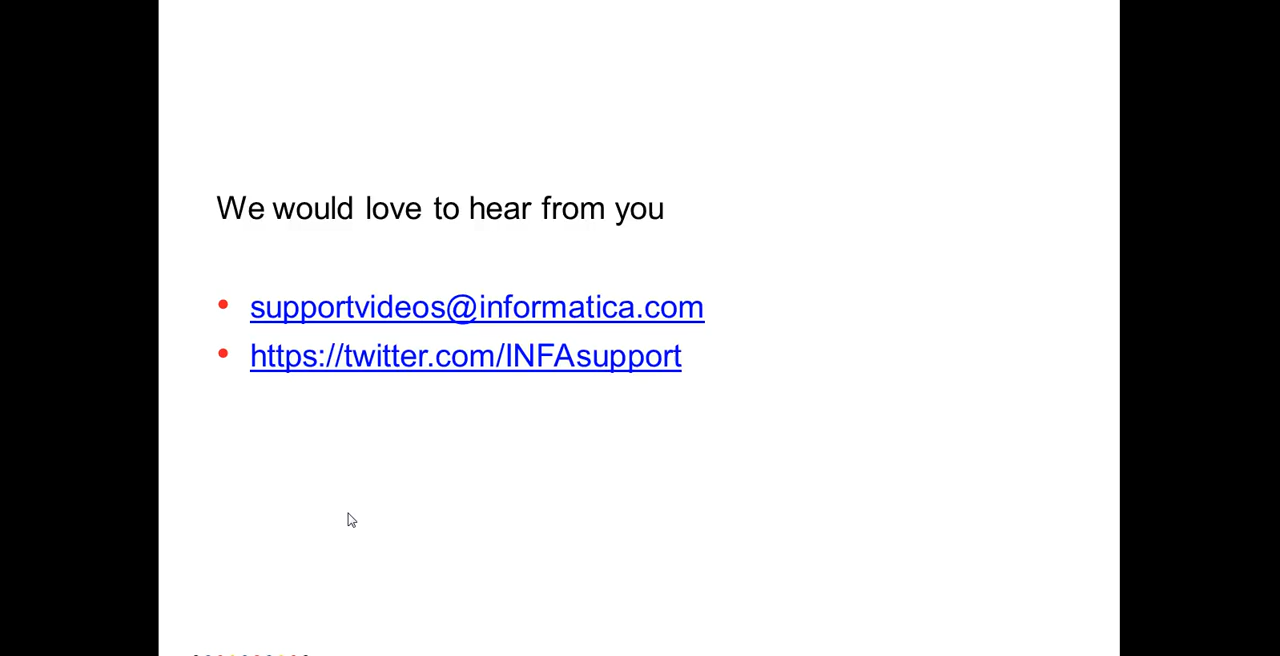 We would love to hear from you
supportvideos@informatica.com
https://twitter.com/INFAsupport